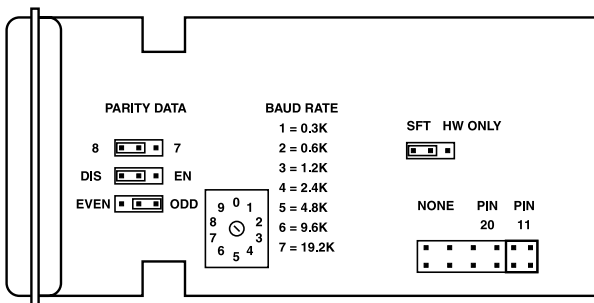 PARITY DATA
8 7
DIS EN
EVEN ODD
BAUD RATE
1 = 0.3K
2 = 0.6K
3 = 1.2K
4 = 2.4K
5 = 4.8K
6 = 9.6K
7 = 19.2K
0
1
2
3
4
5
6
7
8
9
SFT HW ONLY
NONE PIN PIN
20 11